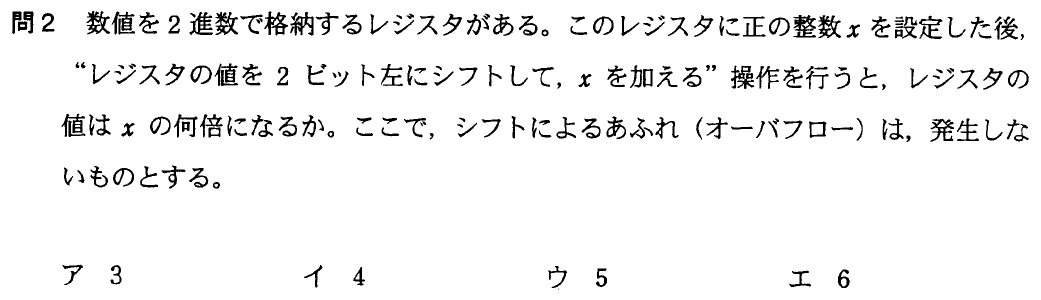 問2 数値を2進数で格納するレジスタがある。このレジスタに正の整数xを設定した後,
“レジスタの値を2ビット左にシフトして,xを加える”操作を行うと,レジスタの
値はxの何倍になるか。ここで,シフトによるあふれ(オーバフロー)は,発生しな
いものとする。
ア 3 イ 4 ウ 5 エ 6